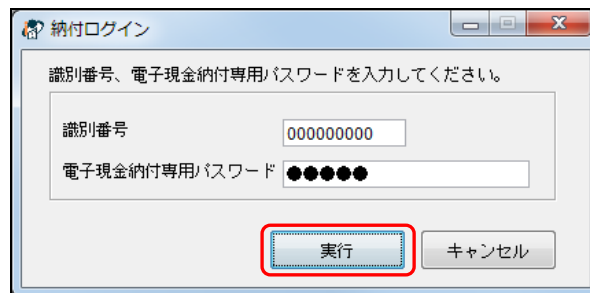 納付ログイン
識別番号、電子現金納付専用パスワードを入力してください。
識別番号 000000000
電子現金納付専用パスワード ●●●●●
実行 キャンセル